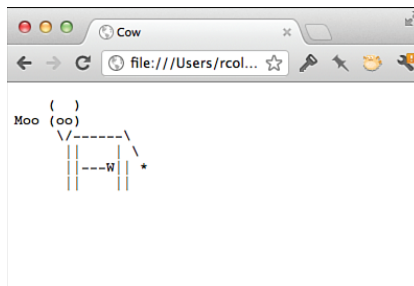 Cow
file:///Users/rcol...
     (  )
Moo (oo)
     \/------\
      ||    | \
      ||---W||  *
      ||    ||